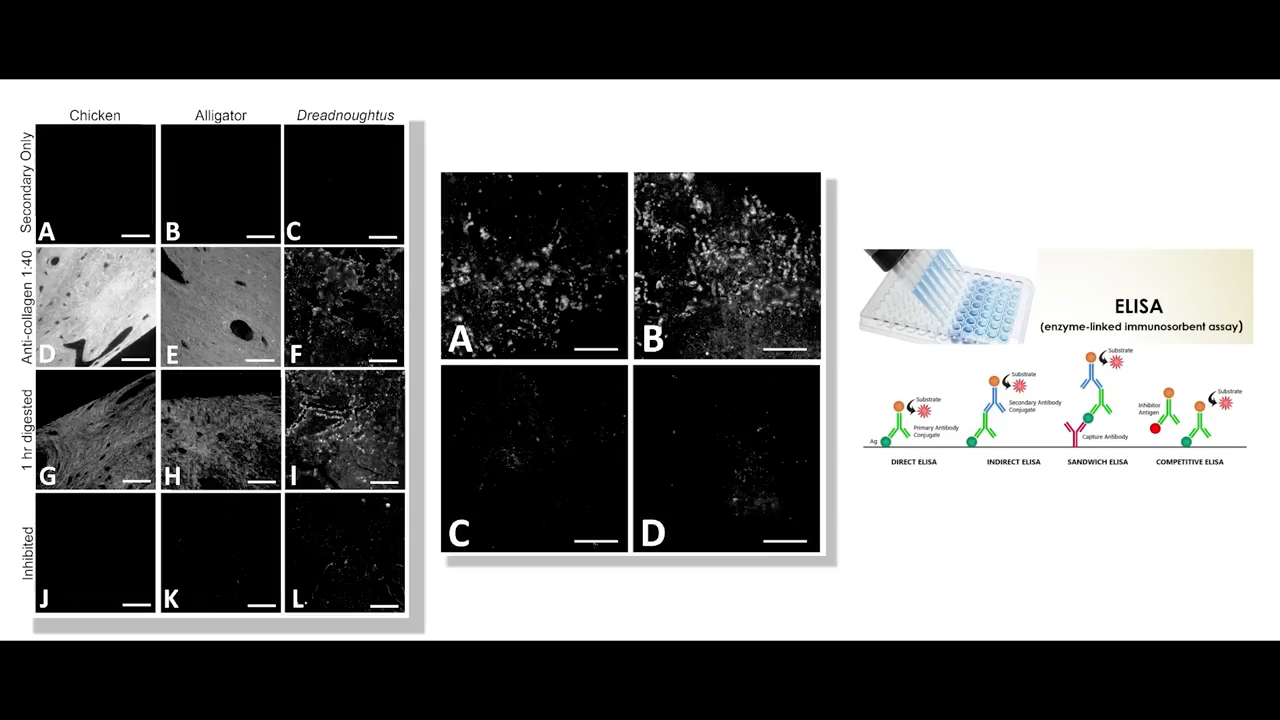 Chicken
Alligator
Dreadnoughtus
Secondary Only
A
B
C
Anti-collagen 1:40
D
E
F
1 hr digested
G
H
I
Inhibited
J
K
L
A
B
C
D
ELISA
(enzyme-linked immunosorbent assay)
Substrate
Primary Antibody
Conjugate
Ag
Substrate
Secondary Antibody
Conjugate
Substrate
Capture Antibody
Inhibitor
Antigen
Substrate
DIRECT ELISA
INDIRECT ELISA
SANDWICH ELISA
COMPETITIVE ELISA